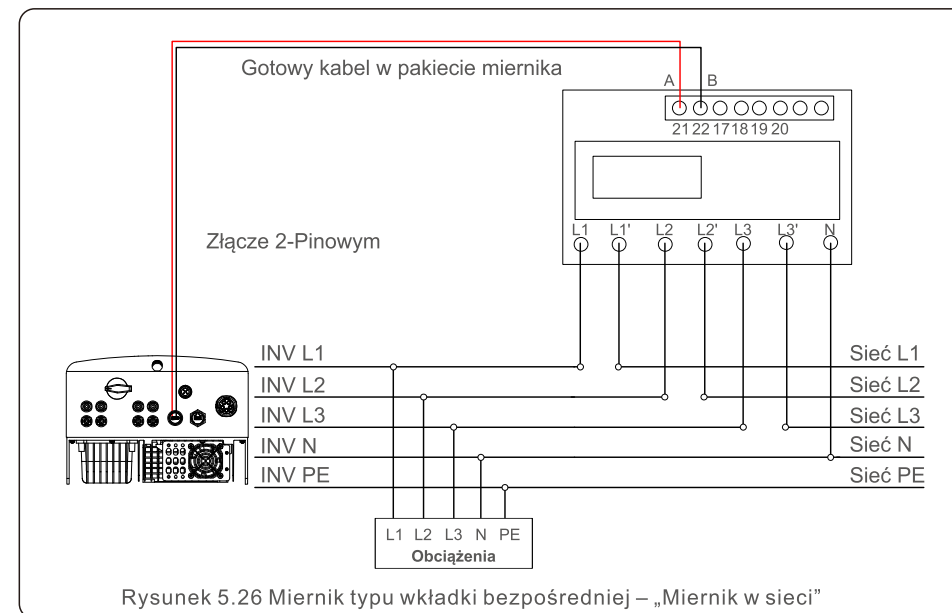 Gotowy kabel w pakiecie miernika
A B
21 22 17 18 19 20
L1 L1' L2 L2' L3 L3' N
Złącze 2-Pinowym
INV L1 Sieć L1
INV L2 Sieć L2
INV L3 Sieć L3
INV N Sieć N
INV PE Sieć PE
L1 L2 L3 N PE
Obciążenia
Rysunek 5.26 Miernik typu wkładki bezpośredniej – „Miernik w sieci”